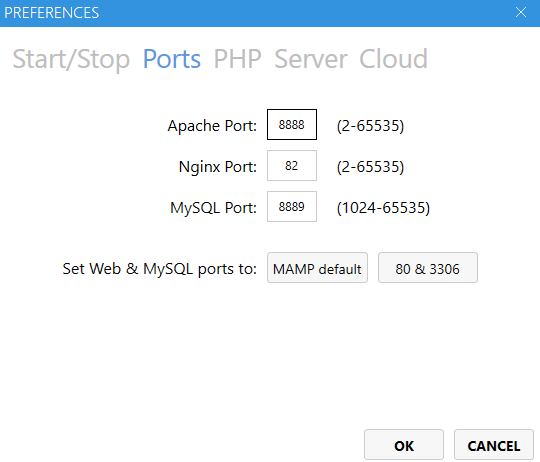 PREFERENCES
Start/Stop Ports PHP Server Cloud
Apache Port: 8888 (2-65535)
Nginx Port: 82 (2-65535)
MySQL Port: 8889 (1024-65535)
Set Web & MySQL ports to: MAMP default 80 & 3306
OK CANCEL